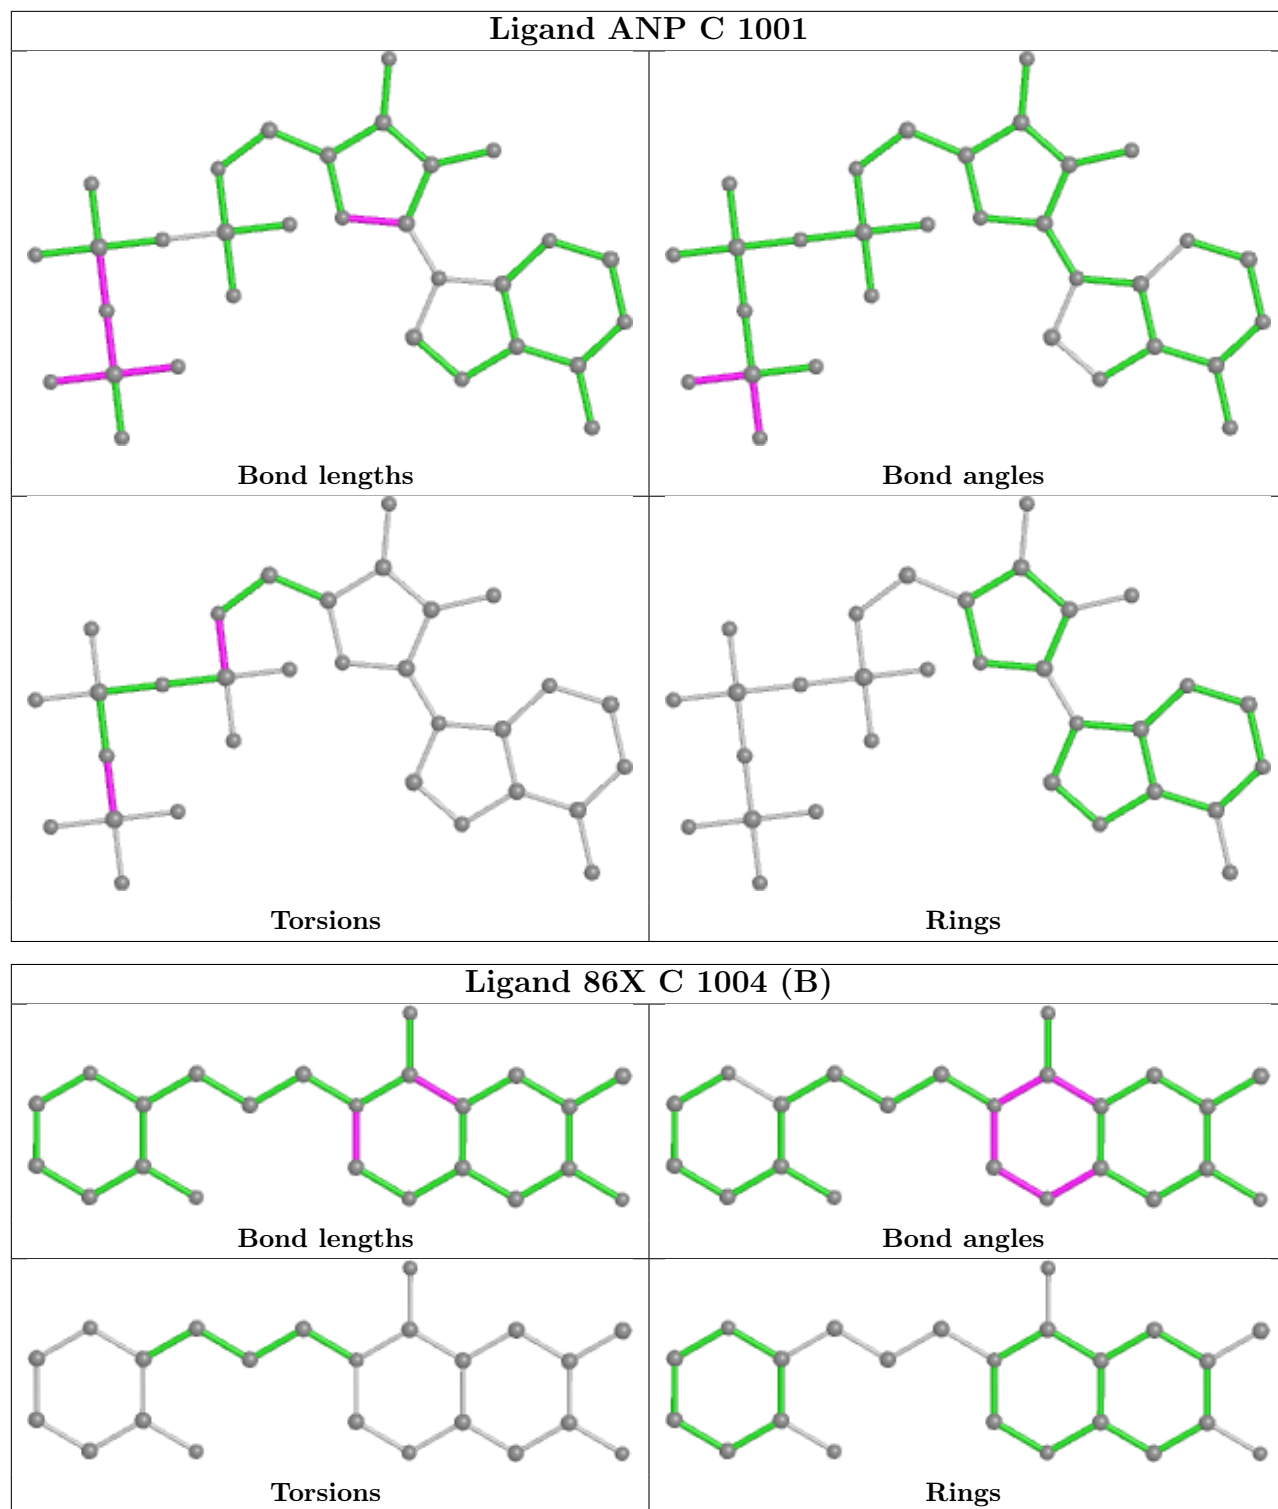 Ligand ANP C 1001
Bond lengths
Bond angles
Torsions
Rings
Ligand 86X C 1004 (B)
Bond lengths
Bond angles
Torsions
Rings